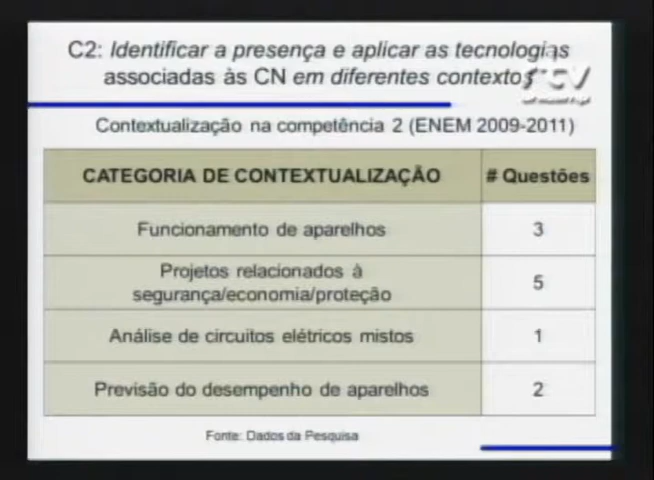 C2: Identificar a presença e aplicar as tecnologias
associadas às CN em diferentes contextos
Contextualização na competência 2 (ENEM 2009-2011)
CATEGORIA DE CONTEXTUALIZAÇÃO # Questões
Funcionamento de aparelhos 3
Projetos relacionados à
segurança/economia/proteção 5
Análise de circuitos elétricos mistos 1
Previsão do desempenho de aparelhos 2
Fonte: Dados da Pesquisa